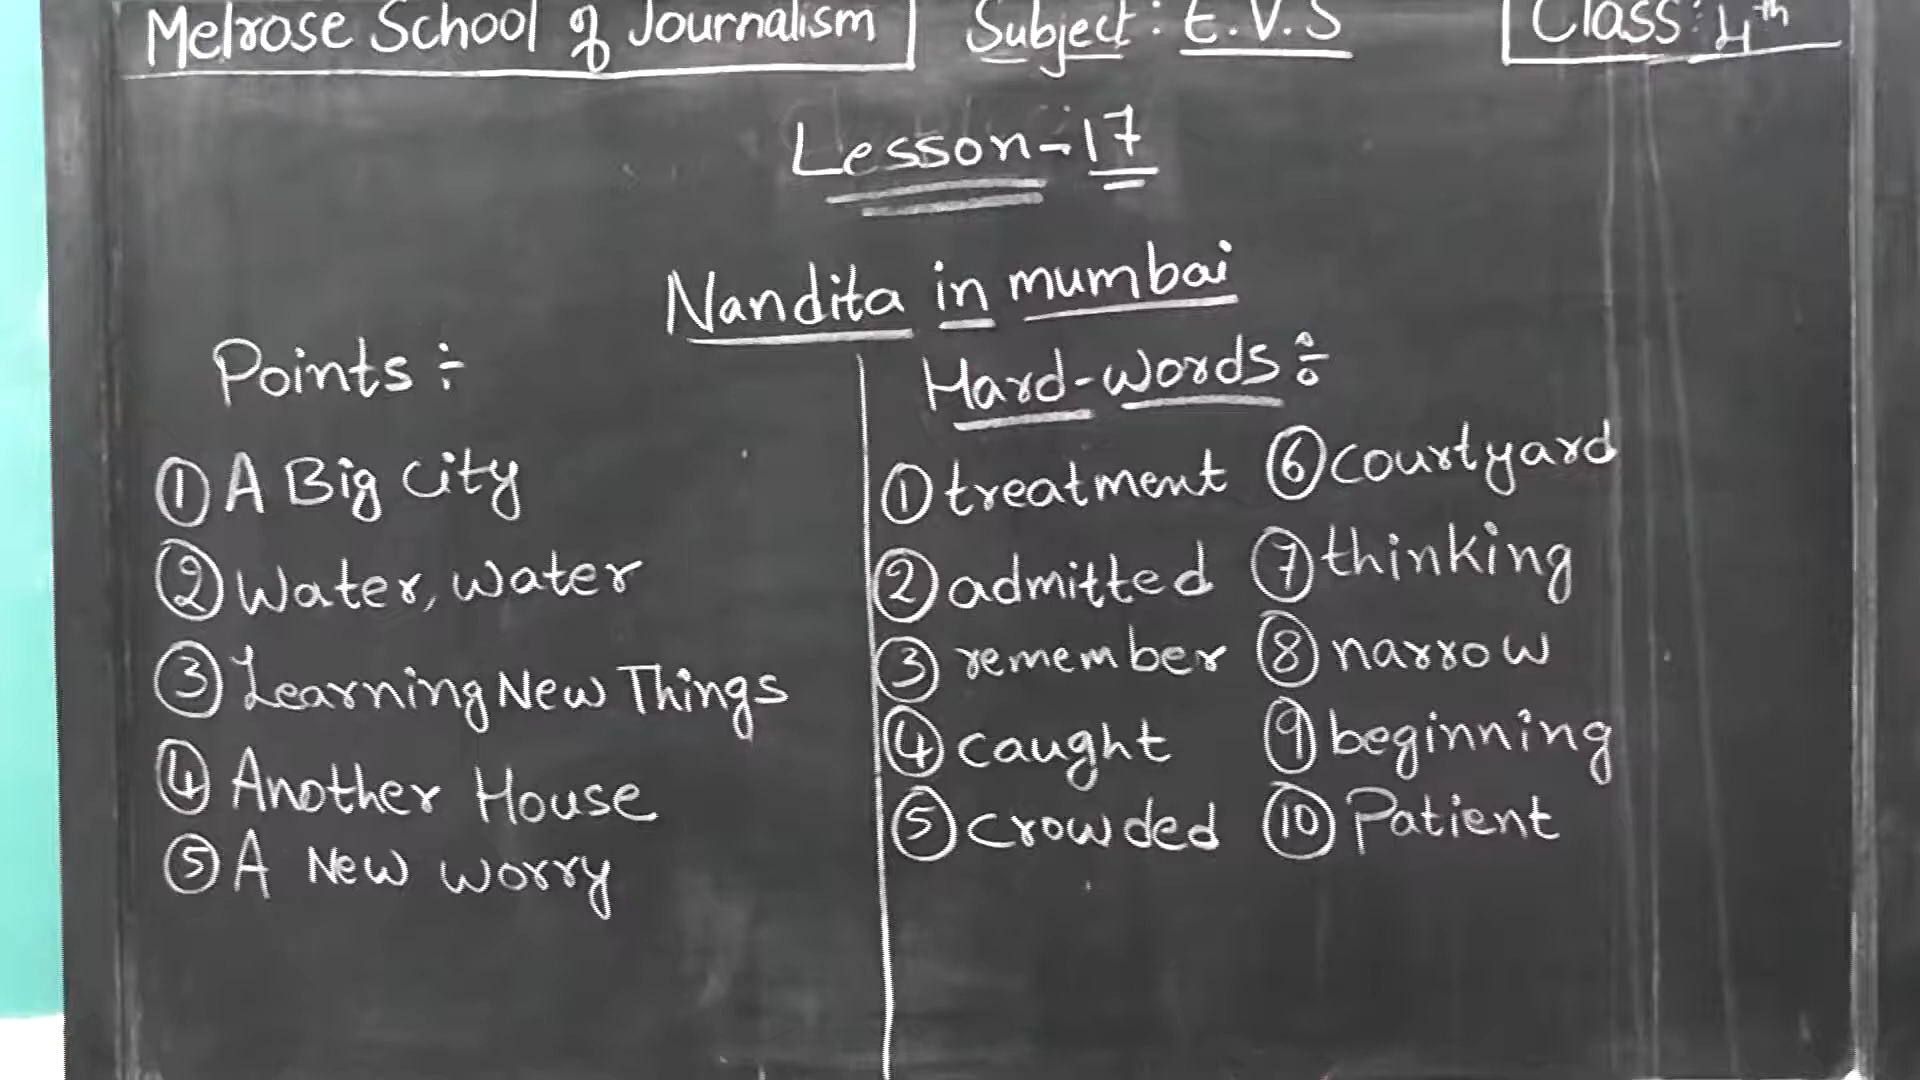 Melrose School of Journalism Subject: E.V.S Class: 4th
Lesson-17
Nandita in mumbai
Points ÷
① A Big City
② Water, Water
③ Learning New Things
④ Another House
⑤ A New Worry
Hard-words ÷
① treatment ⑥ courtyard
② admitted ⑦ thinking
③ remember ⑧ narrow
④ caught ⑨ beginning
⑤ crowded ⑩ Patient